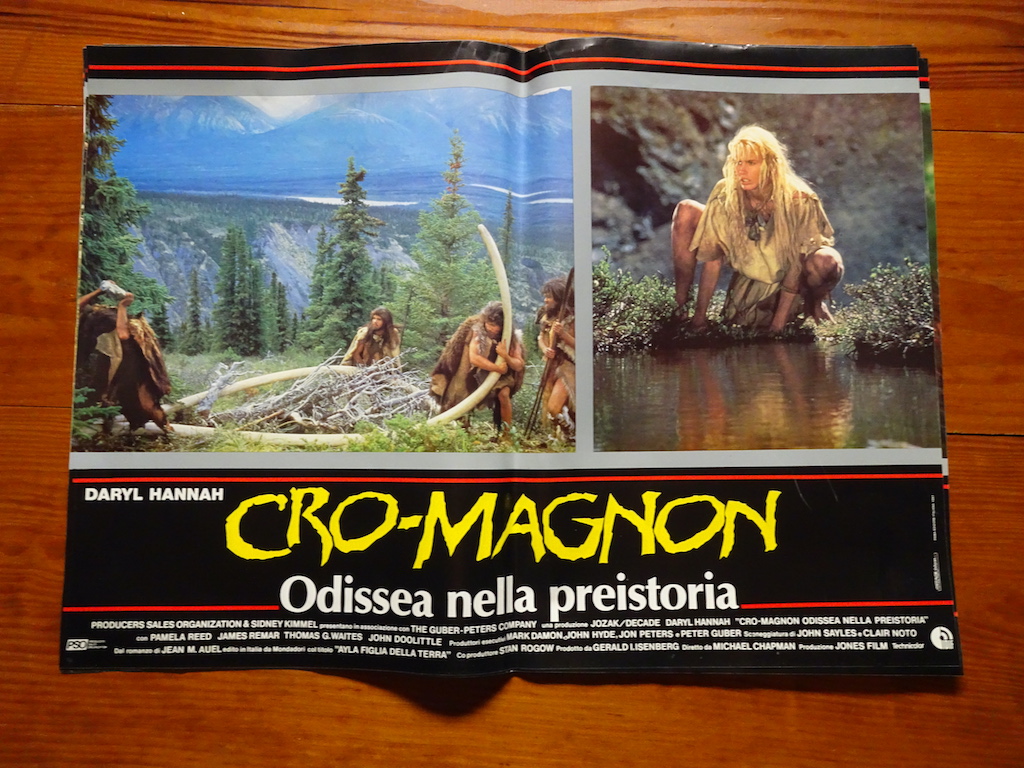 DARYL HANNAH
CRO-MAGNON
Odissea nella preistoria
PRODUCERS SALES ORGANIZATION & SIDNEY KIMMEL presentano in associazione con THE GUBER-PETERS COMPANY una produzione JOZAK/DECADE DARYL HANNAH "CRO-MAGNON ODISSEA NELLA PREISTORIA"
con PAMELA REED JAMES REMAR THOMAS G. WAITES JOHN DOOLITTLE Produttori esecutivi MARK DAMON, JOHN HYDE, JON PETERS e PETER GUBER Sceneggiatura di JOHN SAYLES e CLAIR NOTO
PSO Dal romanzo di JEAN M. AUEL edito in Italia da Mondadori col titolo "AYLA FIGLIA DELLA TERRA" Co-produttore STAN ROGOW Prodotto da GERALD ISENBERG Diretto da MICHAEL CHAPMAN Produzione JONES FILM Technicolor